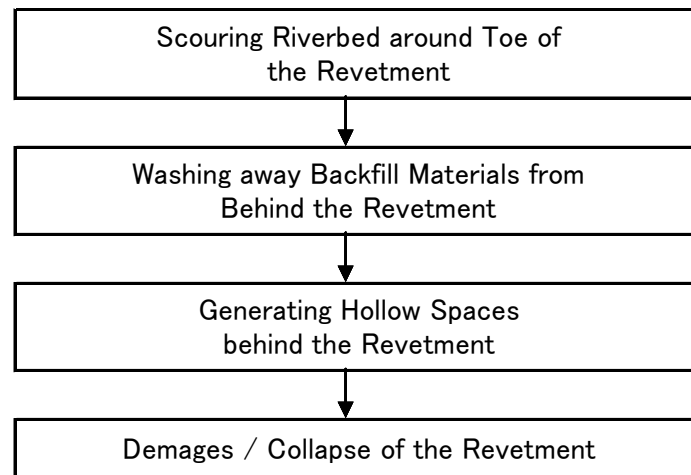 Scouring Riverbed around Toe of
the Revetment
Washing away Backfill Materials from
Behind the Revetment
Generating Hollow Spaces
behind the Revetment
Demages / Collapse of the Revetment